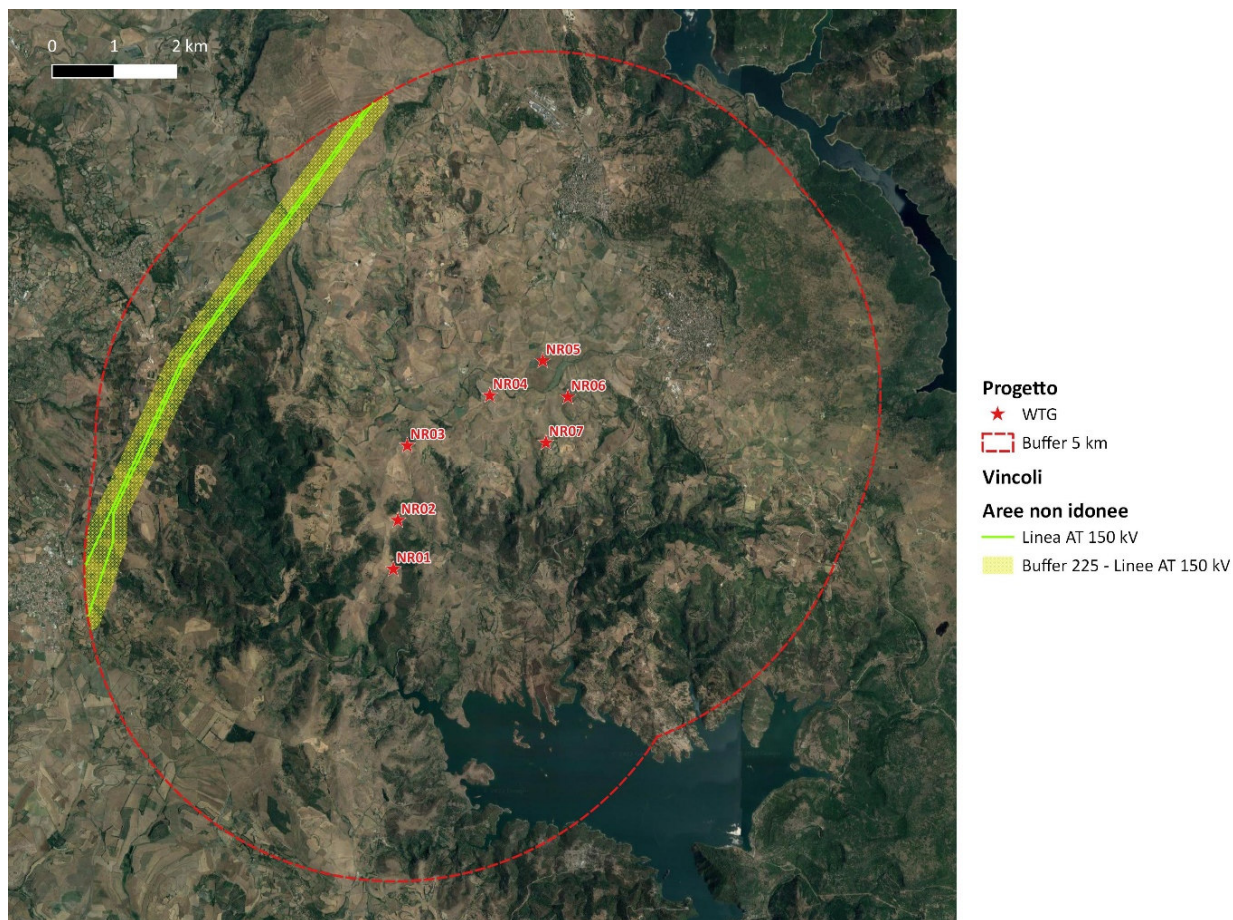 0 1 2 km
NR05
NR04
NR06
NR03
NR07
NR02
NR01
Progetto
WTG
Buffer 5 km
Vincoli
Aree non idonee
Linea AT 150 kV
Buffer 225 - Linee AT 150 kV